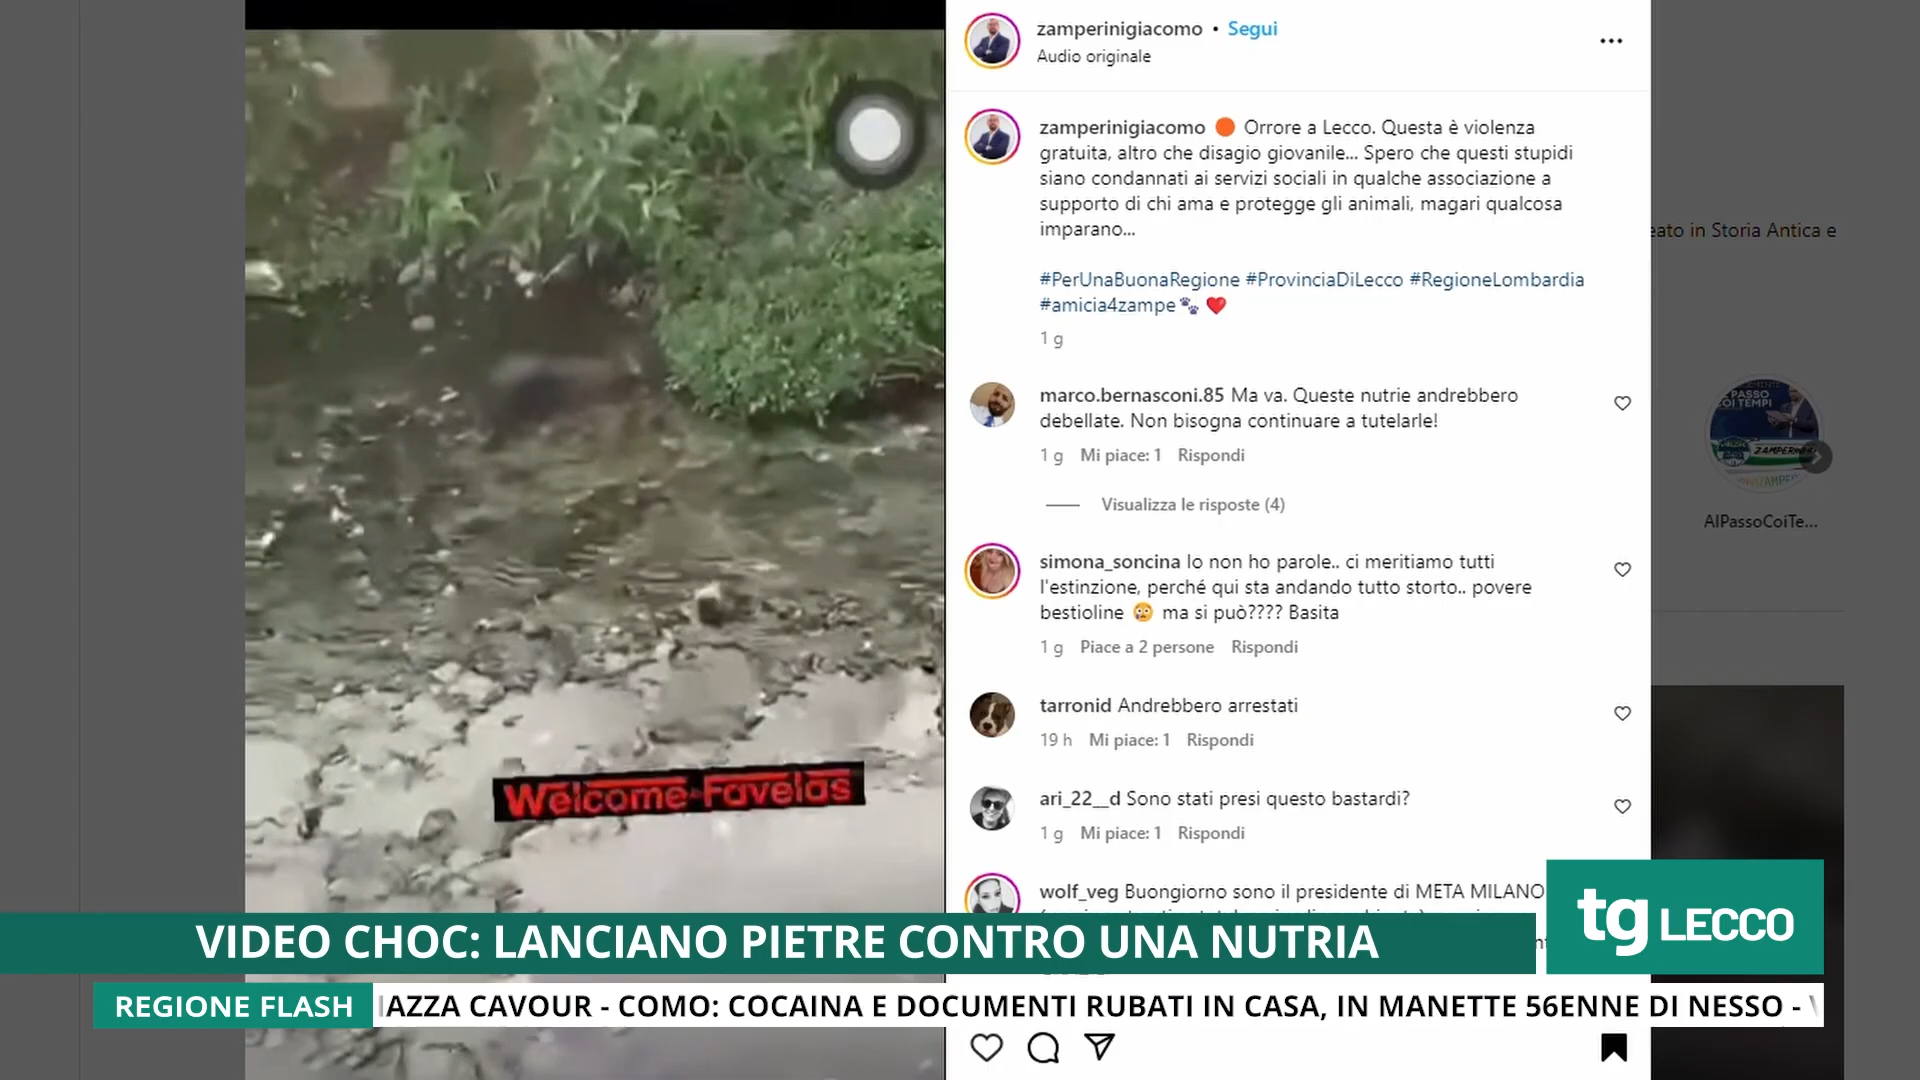 zamperinigiacomo • Segui
Audio originale
zamperinigiacomo 🟠 Orrore a Lecco. Questa è violenza
gratuita, altro che disagio giovanile... Spero che questi stupidi
siano condannati ai servizi sociali in qualche associazione a
supporto di chi ama e protegge gli animali, magari qualcosa
imparano...
#PerUnaBuonaRegione #ProvinciaDiLecco #RegioneLombardia
#amicia4zampe🐾 ❤️
1 g
marco.bernasconi.85 Ma va. Queste nutrie andrebbero
debellate. Non bisogna continuare a tutelarle!
1 g Mi piace: 1 Rispondi
Visualizza le risposte (4)
simona_soncina Io non ho parole.. ci meritiamo tutti
l'estinzione, perché qui sta andando tutto storto.. povere
bestioline 😢 ma si può???? Basita
1 g Piace a 2 persone Rispondi
tarronid Andrebbero arrestati
19 h Mi piace: 1 Rispondi
ari_22__d Sono stati presi questo bastardi?
1 g Mi piace: 1 Rispondi
wolf_veg Buongiorno sono il presidente di META MILANO
eato in Storia Antica e
PASSO
COI TEMPI
ZAMPERINI
AlPassoCoiTe...
Welcome-Favelas
VIDEO CHOC: LANCIANO PIETRE CONTRO UNA NUTRIA
tg LECCO
REGIONE FLASH
IAZZA CAVOUR - COMO: COCAINA E DOCUMENTI RUBATI IN CASA, IN MANETTE 56ENNE DI NESSO -